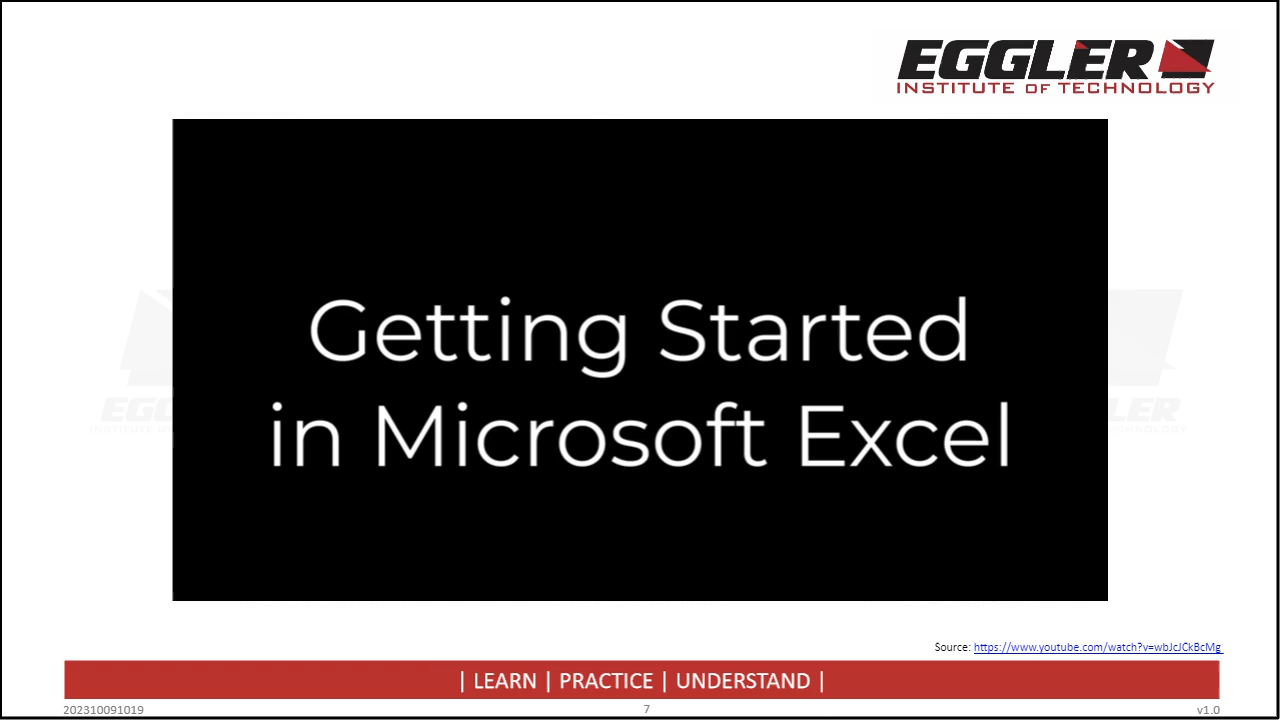 EGGLER
INSTITUTE OF TECHNOLOGY
Getting Started
in Microsoft Excel
Source: https://www.youtube.com/watch?v=wbJcJCkBcMg
| LEARN | PRACTICE | UNDERSTAND |
202310091019
7
v1.0